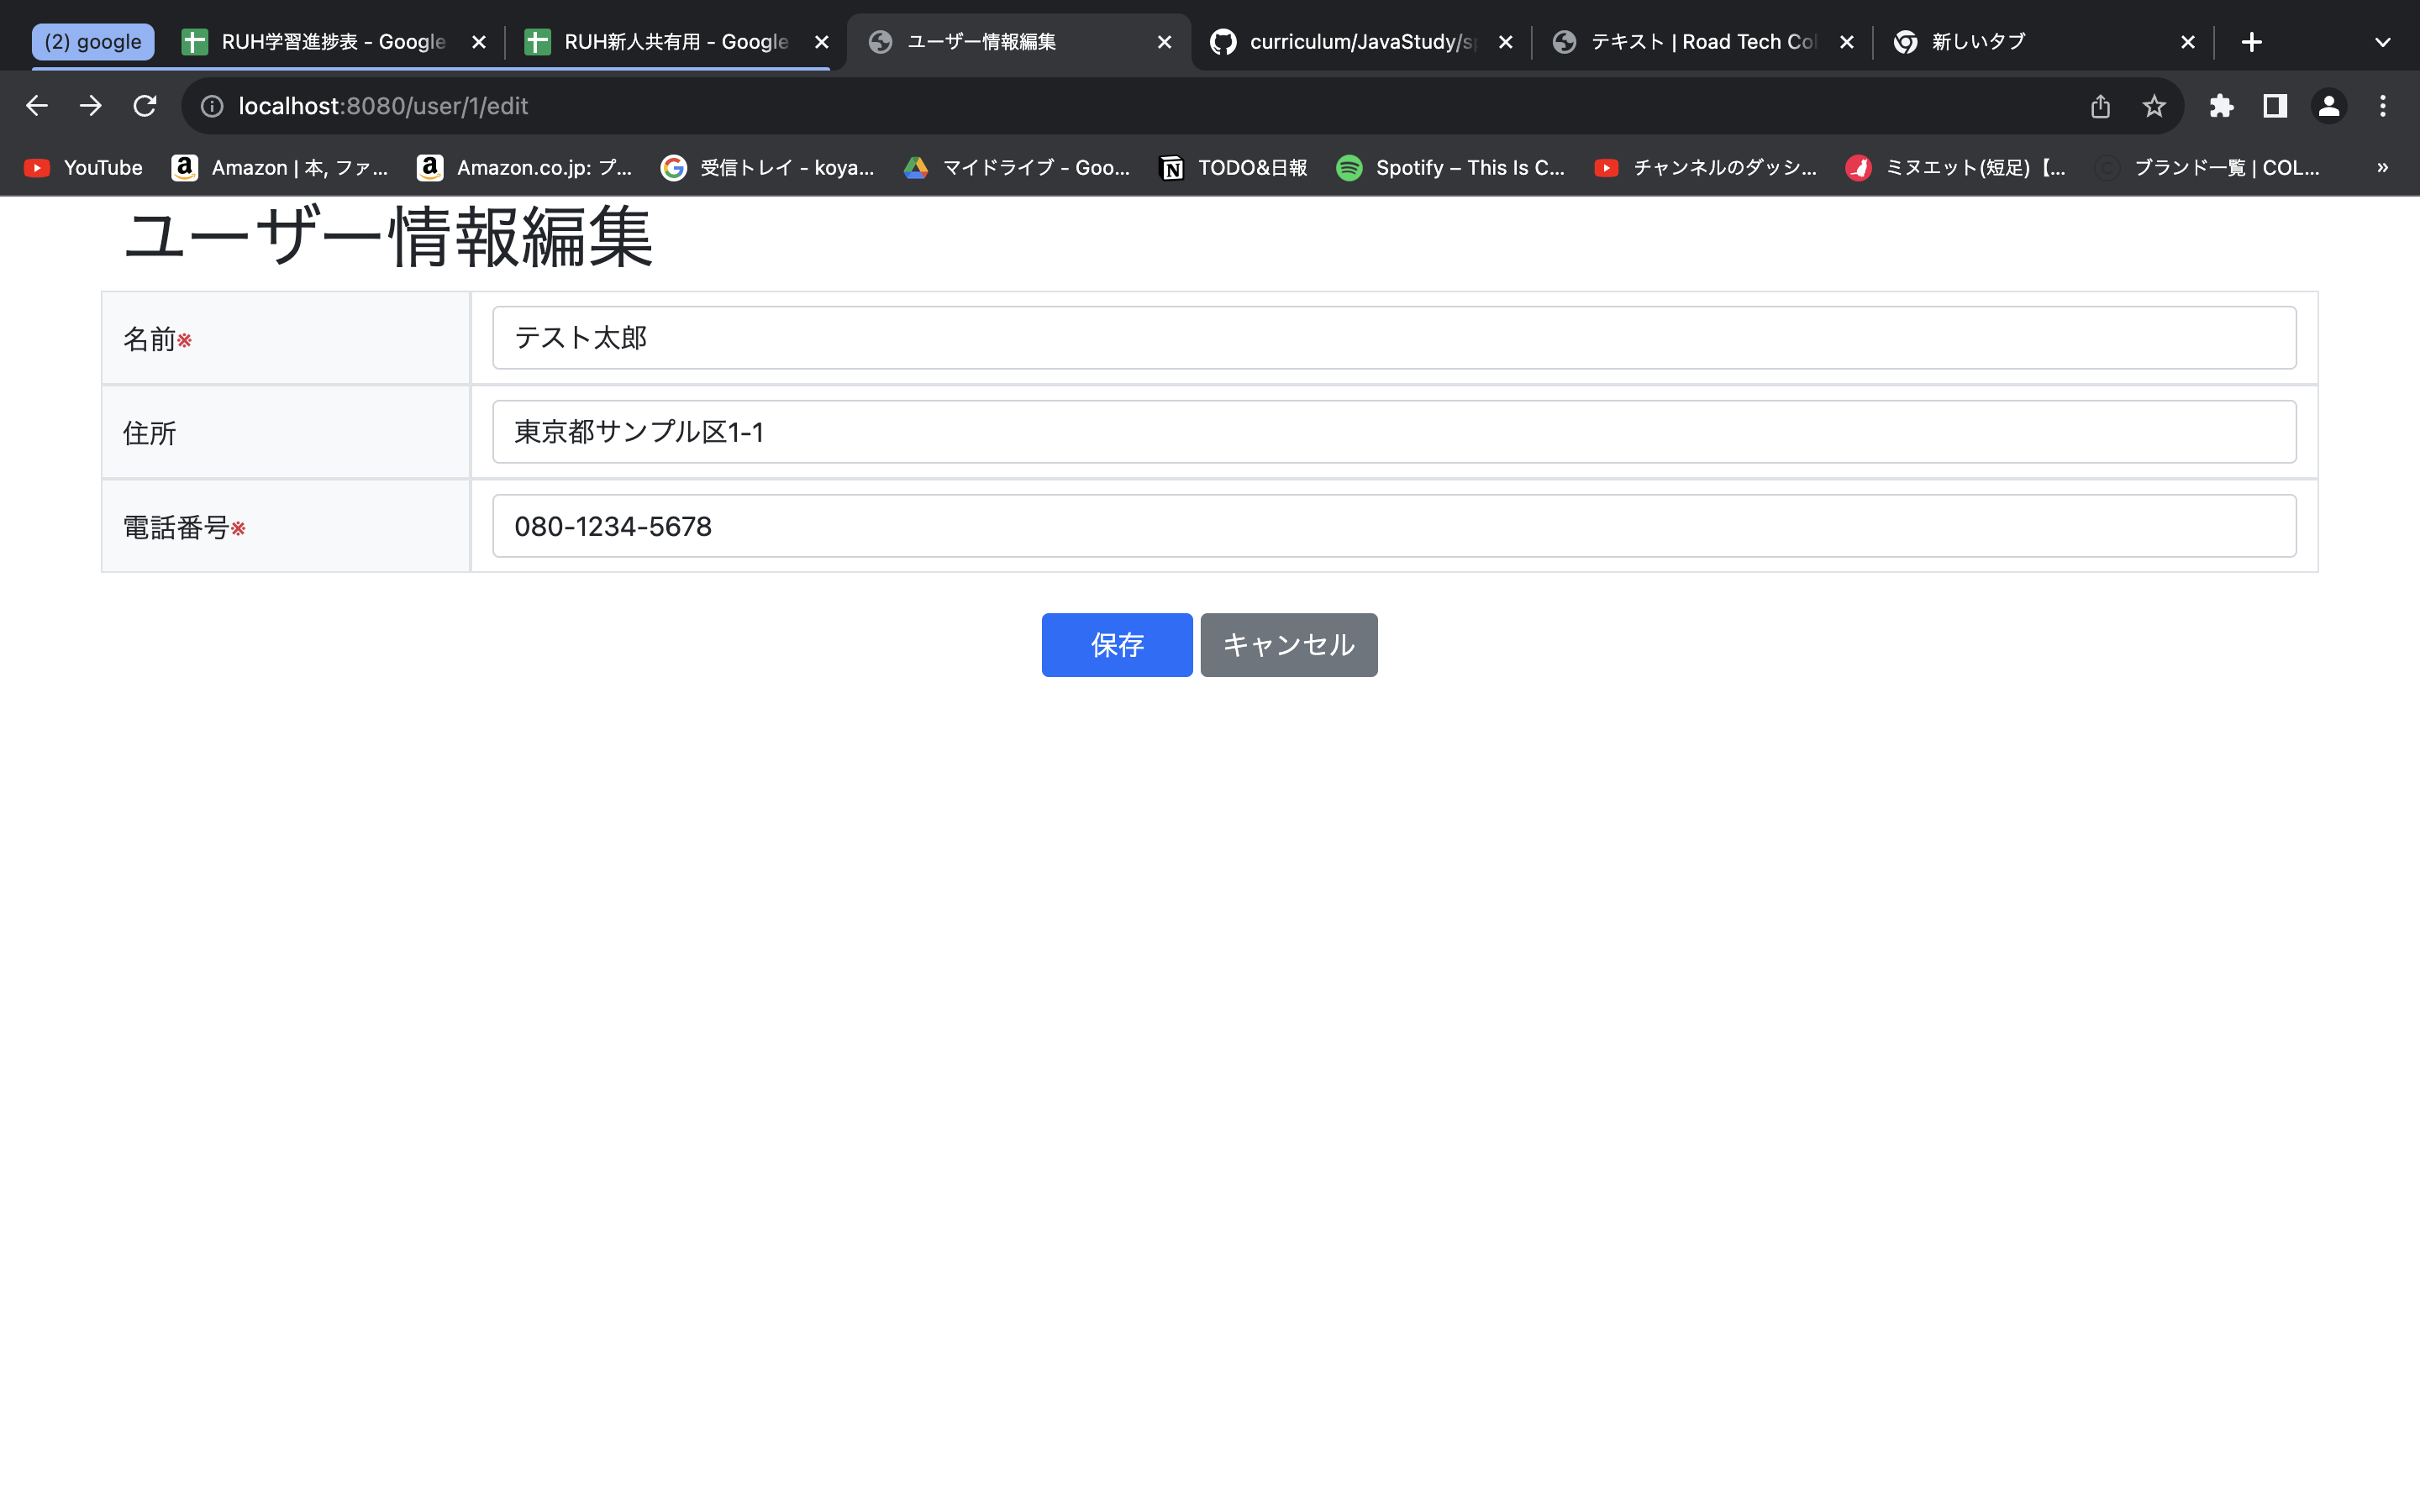 (2) google RUH学習進捗表 - Google RUH新人共有用 - Google ユーザー情報編集 curriculum/JavaStudy/sp テキスト | Road Tech Col 新しいタブ
localhost:8080/user/1/edit
YouTube Amazon | 本, ファ... Amazon.co.jp: プ... 受信トレイ - koya... マイドライブ - Goo... TODO&日報 Spotify – This Is C... チャンネルのダッシ... ミヌエット(短足)【... ブランド一覧 | COL... »
ユーザー情報編集
名前※ テスト太郎
住所 東京都サンプル区1-1
電話番号※ 080-1234-5678
保存 キャンセル